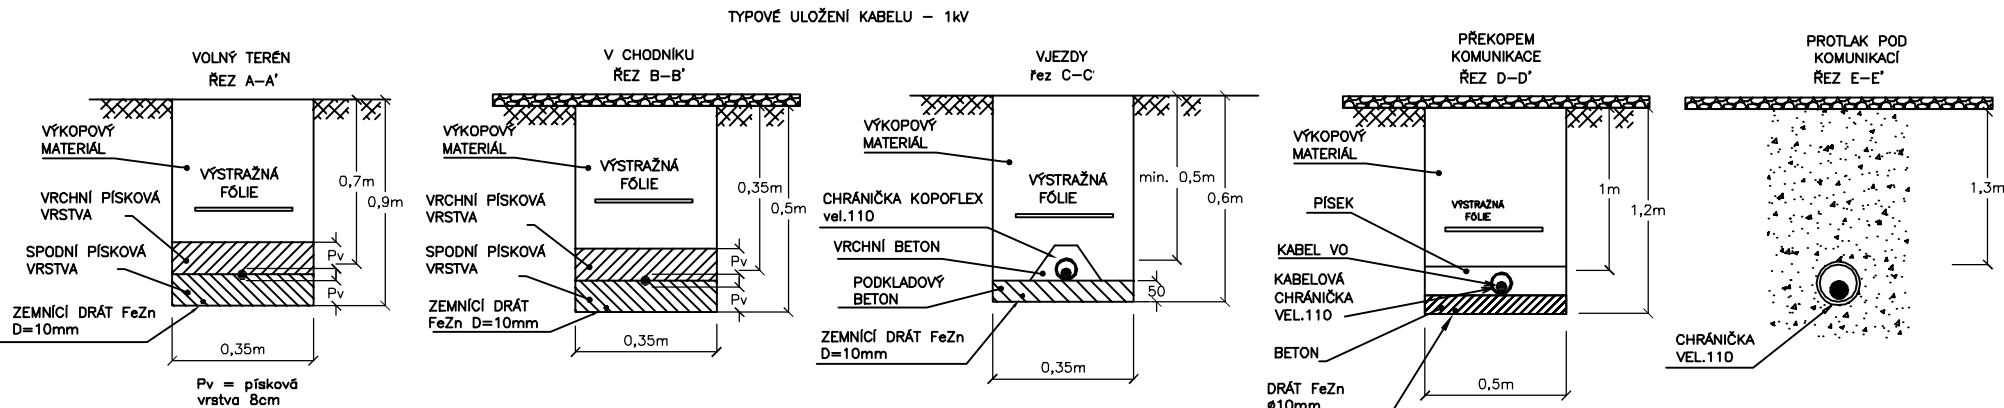 TYPOVÉ ULOŽENÍ KABELU – 1kV
VOLNÝ TERÉN
ŘEZ A–A'
VÝKOPOVÝ
MATERIÁL
VÝSTRAŽNÁ
FÓLIE
VRCHNÍ PÍSKOVÁ
VRSTVA
SPODNÍ PÍSKOVÁ
VRSTVA
ZEMNÍCÍ DRÁT FeZn
D=10mm
0,7m
0,9m
Pv
Pv
0,35m
Pv = písková
vrstva 8cm
V CHODNÍKU
ŘEZ B–B'
VÝKOPOVÝ
MATERIÁL
VÝSTRAŽNÁ
FÓLIE
VRCHNÍ PÍSKOVÁ
VRSTVA
SPODNÍ PÍSKOVÁ
VRSTVA
ZEMNÍCÍ DRÁT
FeZn D=10mm
0,35m
0,5m
Pv
Pv
0,35m
VJEZDY
řez C–C'
VÝKOPOVÝ
MATERIÁL
VÝSTRAŽNÁ
FÓLIE
CHRÁNIČKA KOPOFLEX
vel.110
VRCHNÍ BETON
PODKLADOVÝ
BETON
ZEMNÍCÍ DRÁT FeZn
D=10mm
min. 0,5m
0,6m
50
0,35m
PŘEKOPEM
KOMUNIKACE
ŘEZ D–D'
VÝKOPOVÝ
MATERIÁL
VÝSTRAŽNÁ
FÓLIE
PÍSEK
KABEL VO
KABELOVÁ
CHRÁNIČKA
VEL.110
BETON
DRÁT FeZn
ø10mm
1m
1,2m
0,5m
PROTLAK POD
KOMUNIKACÍ
ŘEZ E–E'
1,3m
CHRÁNIČKA
VEL.110